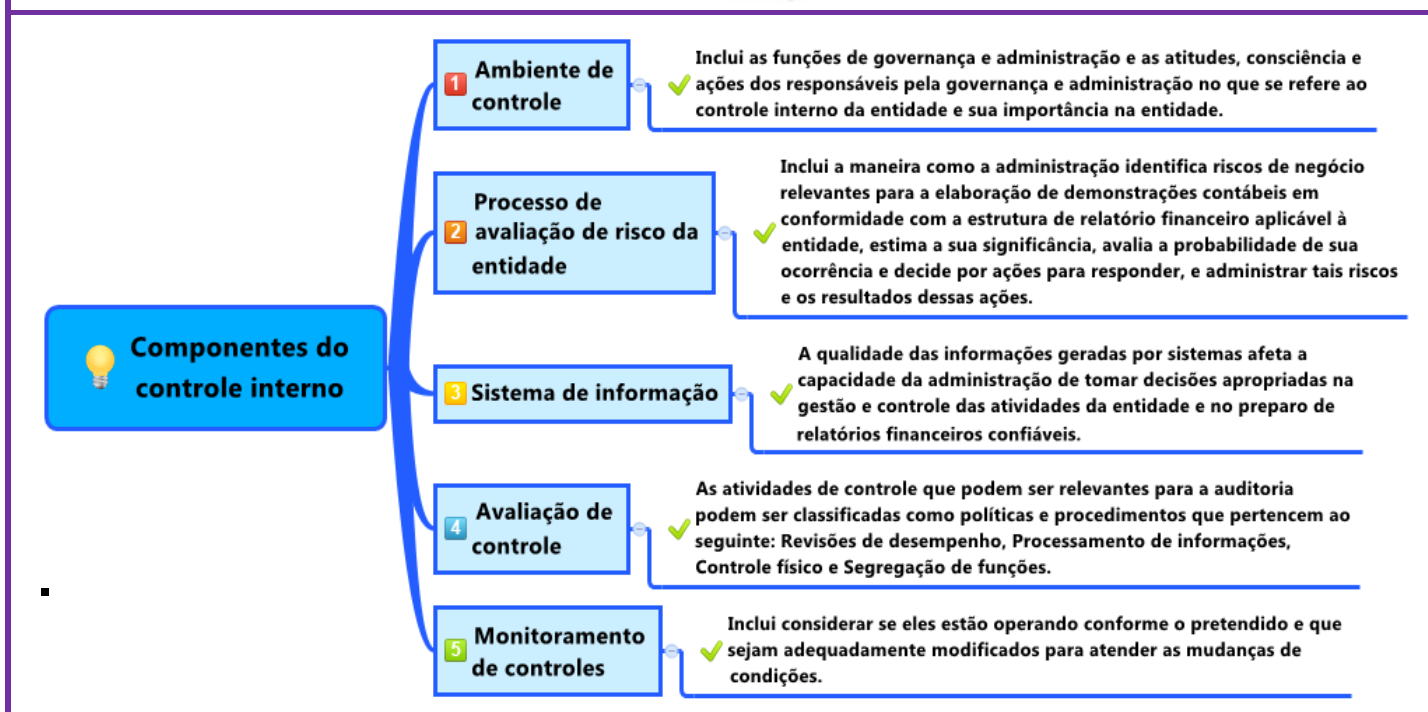 Componentes do
controle interno
1 Ambiente de
controle
Inclui as funções de governança e administração e as atitudes, consciência e
ações dos responsáveis pela governança e administração no que se refere ao
controle interno da entidade e sua importância na entidade.
2 Processo de
avaliação de risco da
entidade
Inclui a maneira como a administração identifica riscos de negócio
relevantes para a elaboração de demonstrações contábeis em
conformidade com a estrutura de relatório financeiro aplicável à
entidade, estima a sua significância, avalia a probabilidade de sua
ocorrência e decide por ações para responder, e administrar tais riscos
e os resultados dessas ações.
3 Sistema de informação
A qualidade das informações geradas por sistemas afeta a
capacidade da administração de tomar decisões apropriadas na
gestão e controle das atividades da entidade e no preparo de
relatórios financeiros confiáveis.
4 Avaliação de
controle
As atividades de controle que podem ser relevantes para a auditoria
podem ser classificadas como políticas e procedimentos que pertencem ao
seguinte: Revisões de desempenho, Processamento de informações,
Controle físico e Segregação de funções.
5 Monitoramento
de controles
Inclui considerar se eles estão operando conforme o pretendido e que
sejam adequadamente modificados para atender as mudanças de
condições.